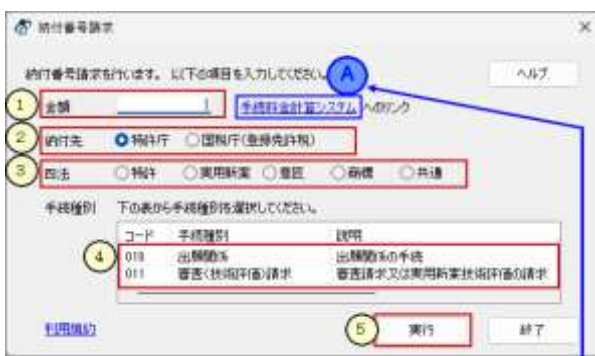 納付番号請求
納付番号請求を行います。 以下の項目を入力してください。 A ヘルプ
1 金額 手続料金計算システム へのリンク
2 納付先 特許庁 国税庁(登録免許税)
3 四法 特許 実用新案 意匠 商標 共通
手続種別 下の表から手続種別を選択してください。
コード 手続種別 説明
4 010 出願関係 出願関係の手続
011 審査(技術評価)請求 審査請求又は実用新案技術評価の請求
利用規約 5 実行 終了